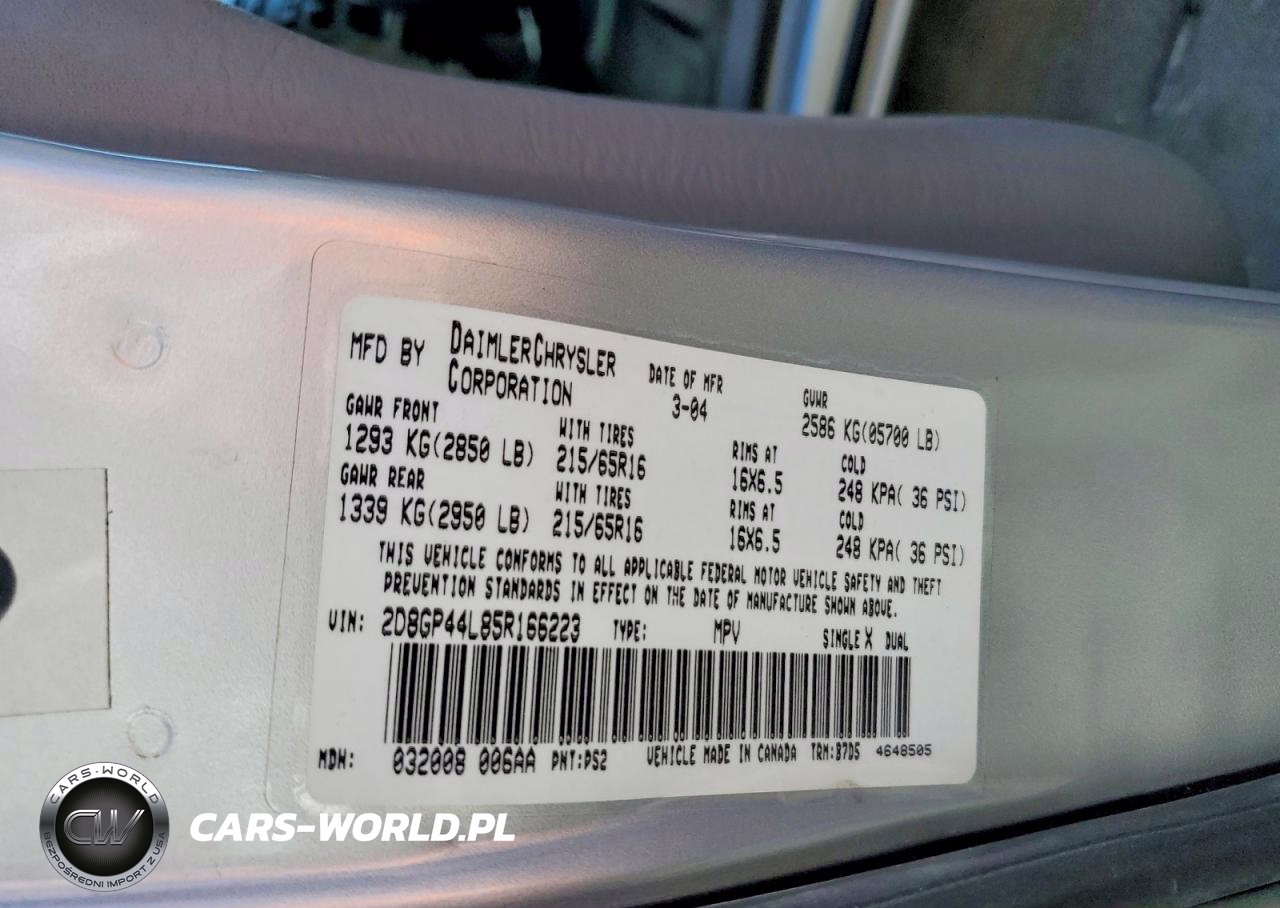 MFD BY DAIMLERCHRYSLER CORPORATION DATE OF MFR 3-04 GVWR 2586 KG(05700 LB)
GAWR FRONT WITH TIRES RIMS AT COLD
1293 KG(2850 LB) 215/65R16 16X6.5 248 KPA( 36 PSI)
GAWR REAR WITH TIRES RIMS AT COLD
1339 KG(2950 LB) 215/65R16 16X6.5 248 KPA( 36 PSI)
THIS VEHICLE CONFORMS TO ALL APPLICABLE FEDERAL MOTOR VEHICLE SAFETY AND THEFT
PREVENTION STANDARDS IN EFFECT ON THE DATE OF MANUFACTURE SHOWN ABOVE.
VIN: 2D8GP44L85R166223 TYPE: MPV SINGLE X DUAL
MDH: 032008 006AA PNT:PS2 VEHICLE MADE IN CANADA TRM:B7D5 4648505
CARS-WORLD
CW
BEZPOŚREDNI IMPORT Z USA
CARS-WORLD.PL